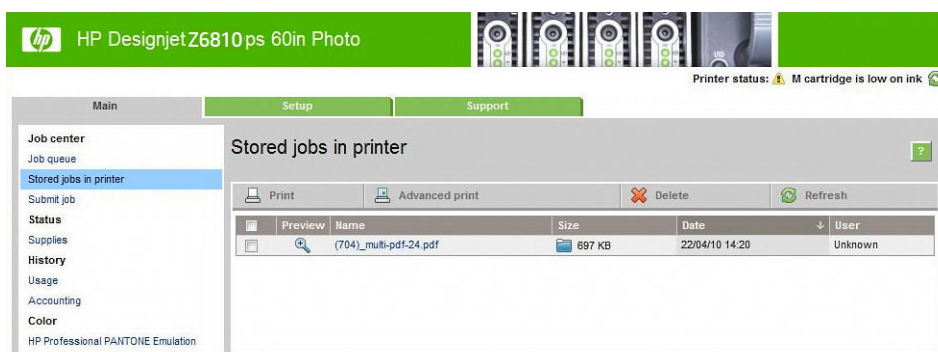 hp HP Designjet Z6810 ps 60in Photo
Printer status: M cartridge is low on ink
Main Setup Support
Job center
Job queue
Stored jobs in printer
Submit job
Status
Supplies
History
Usage
Accounting
Color
HP Professional PANTONE Emulation
Stored jobs in printer
?
Print Advanced print Delete Refresh
Preview Name Size Date User
(704)_multi-pdf-24.pdf 697 KB 22/04/10 14:20 Unknown